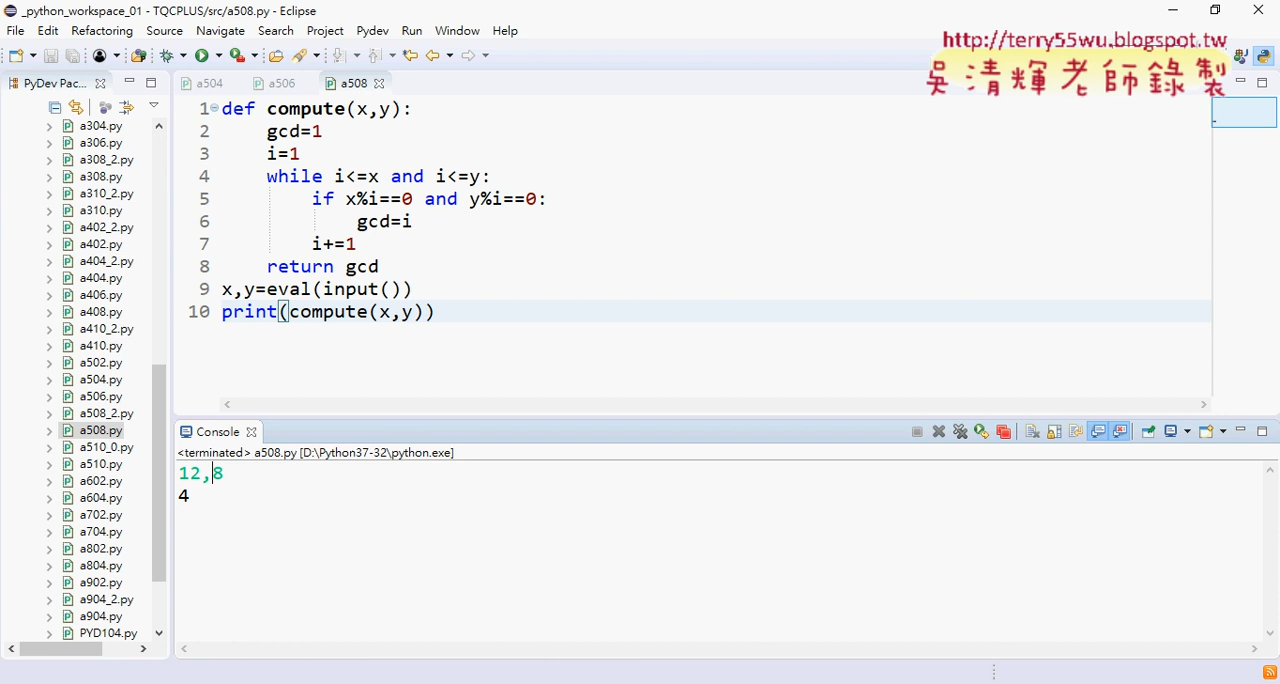 _python_workspace_01 - TQCPLUS/src/a508.py - Eclipse
File Edit Refactoring Source Navigate Search Project Pydev Run Window Help
http://terry55wu.blogspot.tw
吳清輝老師錄製
PyDev Pac...
a504 a506 a508
a304.py
a306.py
a308_2.py
a308.py
a310_2.py
a310.py
a402_2.py
a402.py
a404_2.py
a404.py
a406.py
a408.py
a410_2.py
a410.py
a502.py
a504.py
a506.py
a508_2.py
a508.py
a510_0.py
a510.py
a602.py
a604.py
a702.py
a704.py
a802.py
a804.py
a902.py
a904_2.py
a904.py
PYD104.py
1 def compute(x,y):
2 gcd=1
3 i=1
4 while i<=x and i<=y:
5 if x%i==0 and y%i==0:
6 gcd=i
7 i+=1
8 return gcd
9 x,y=eval(input())
10 print(compute(x,y))
Console
<terminated> a508.py [D:\Python37-32\python.exe]
12,8
4